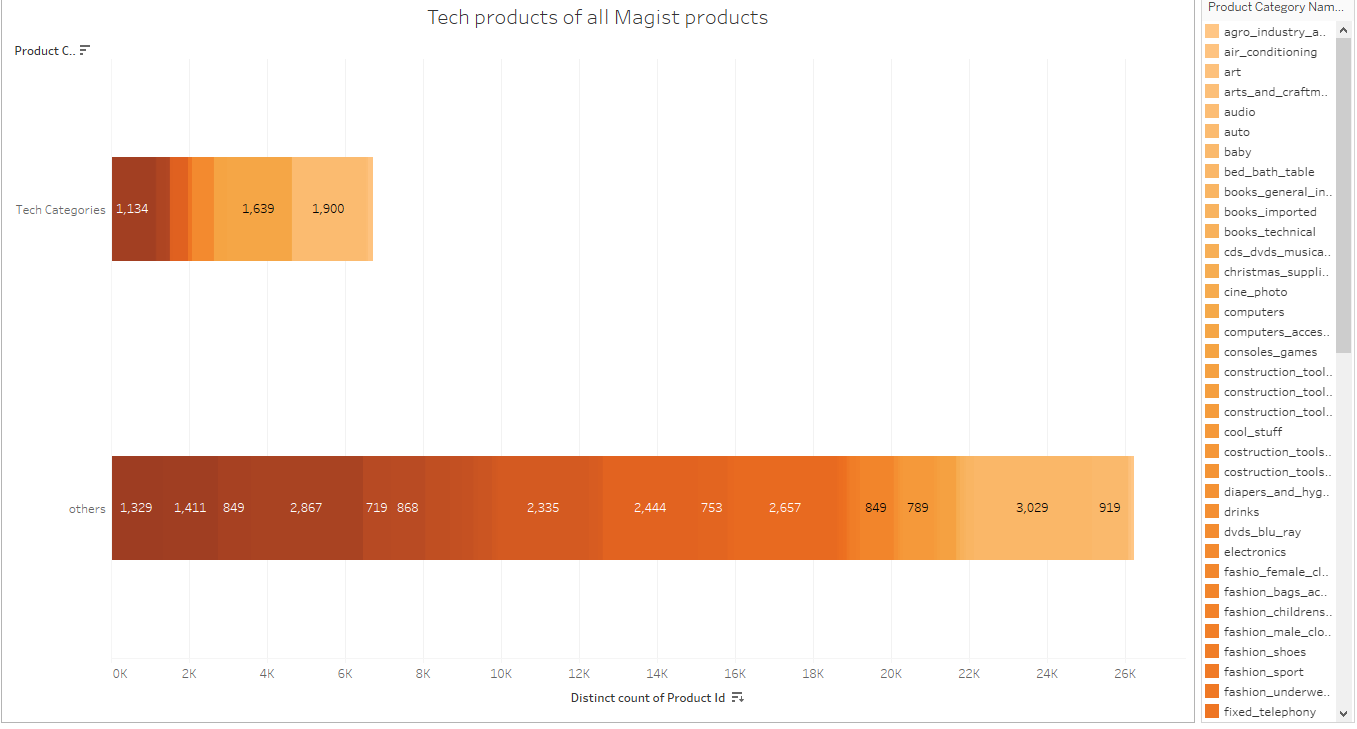 Tech products of all Magist products
Product C..
Tech Categories
1,134
1,639
1,900
others
1,329
1,411
849
2,867
719
868
2,335
2,444
753
2,657
849
789
3,029
919
0K
2K
4K
6K
8K
10K
12K
14K
16K
18K
20K
22K
24K
26K
Distinct count of Product Id
Product Category Nam...
agro_industry_a..
air_conditioning
art
arts_and_craftm..
audio
auto
baby
bed_bath_table
books_general_in..
books_imported
books_technical
cds_dvds_musica..
christmas_suppli..
cine_photo
computers
computers_acces..
consoles_games
construction_tool..
construction_tool..
construction_tool..
cool_stuff
costruction_tools..
costruction_tools..
diapers_and_hyg..
drinks
dvds_blu_ray
electronics
fashio_female_cl..
fashion_bags_ac..
fashion_childrens..
fashion_male_clo..
fashion_shoes
fashion_sport
fashion_underwe..
fixed_telephony